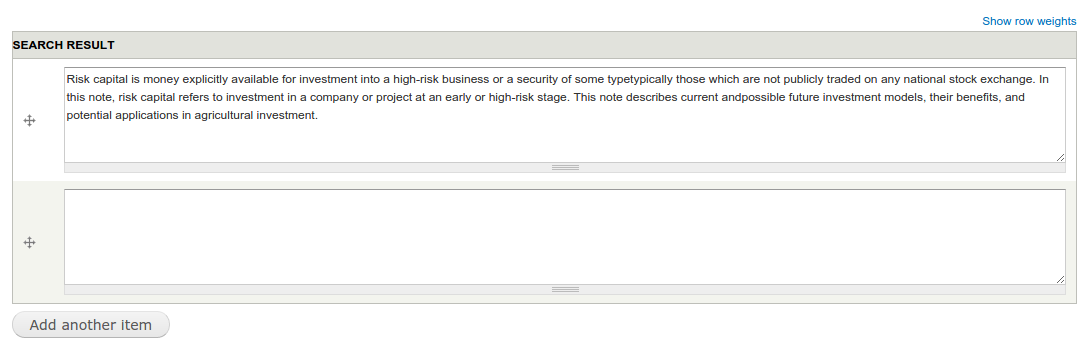 Show row weights
SEARCH RESULT
Risk capital is money explicitly available for investment into a high-risk business or a security of some typetypically those which are not publicly traded on any national stock exchange. In
this note, risk capital refers to investment in a company or project at an early or high-risk stage. This note describes current andpossible future investment models, their benefits, and
potential applications in agricultural investment.
Add another item